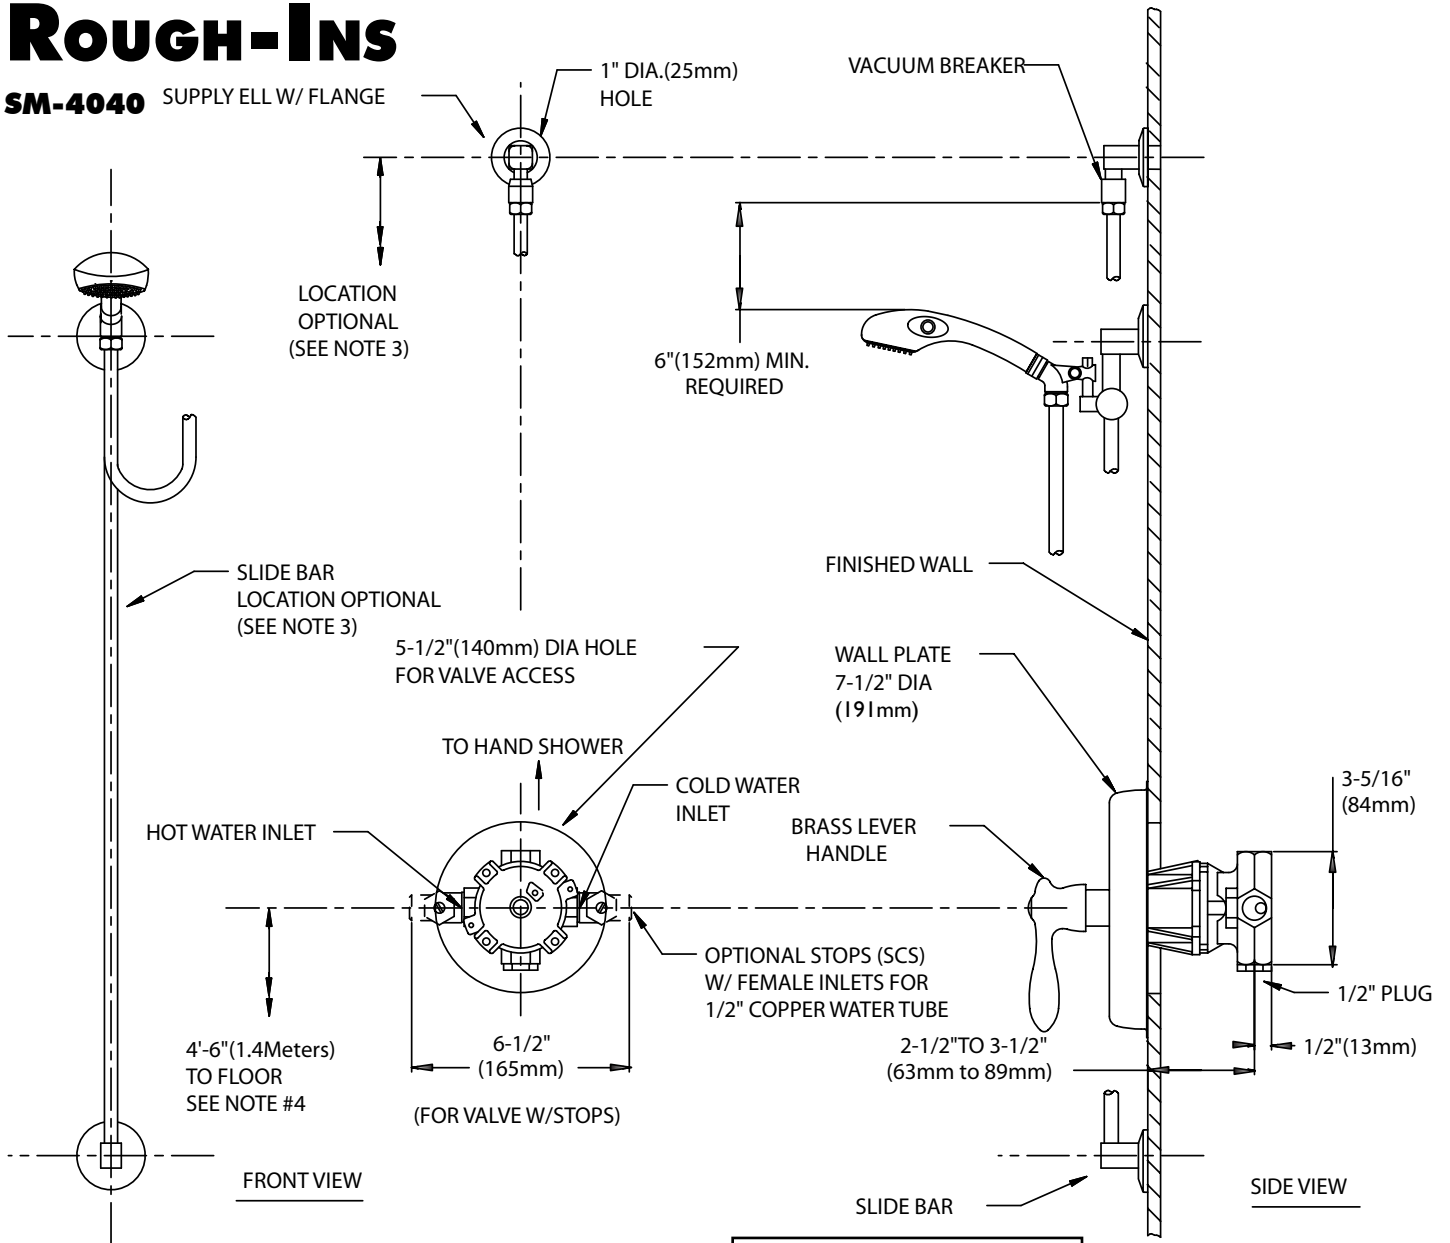 ROUGH-INS
SM-4040
SUPPLY ELL W/ FLANGE
1" DIA.(25mm)
HOLE
VACUUM BREAKER
LOCATION
OPTIONAL
(SEE NOTE 3)
6"(152mm) MIN.
REQUIRED
SLIDE BAR
LOCATION OPTIONAL
(SEE NOTE 3)
FINISHED WALL
5-1/2"(140mm) DIA HOLE
FOR VALVE ACCESS
WALL PLATE
7-1/2" DIA
(191mm)
TO HAND SHOWER
COLD WATER
INLET
HOT WATER INLET
BRASS LEVER
HANDLE
3-5/16"
(84mm)
OPTIONAL STOPS (SCS)
W/ FEMALE INLETS FOR
1/2" COPPER WATER TUBE
1/2" PLUG
4'-6"(1.4Meters)
TO FLOOR
SEE NOTE #4
6-1/2"
(165mm)
(FOR VALVE W/STOPS)
2-1/2"TO 3-1/2"
(63mm to 89mm)
1/2"(13mm)
FRONT VIEW
SLIDE BAR
SIDE VIEW